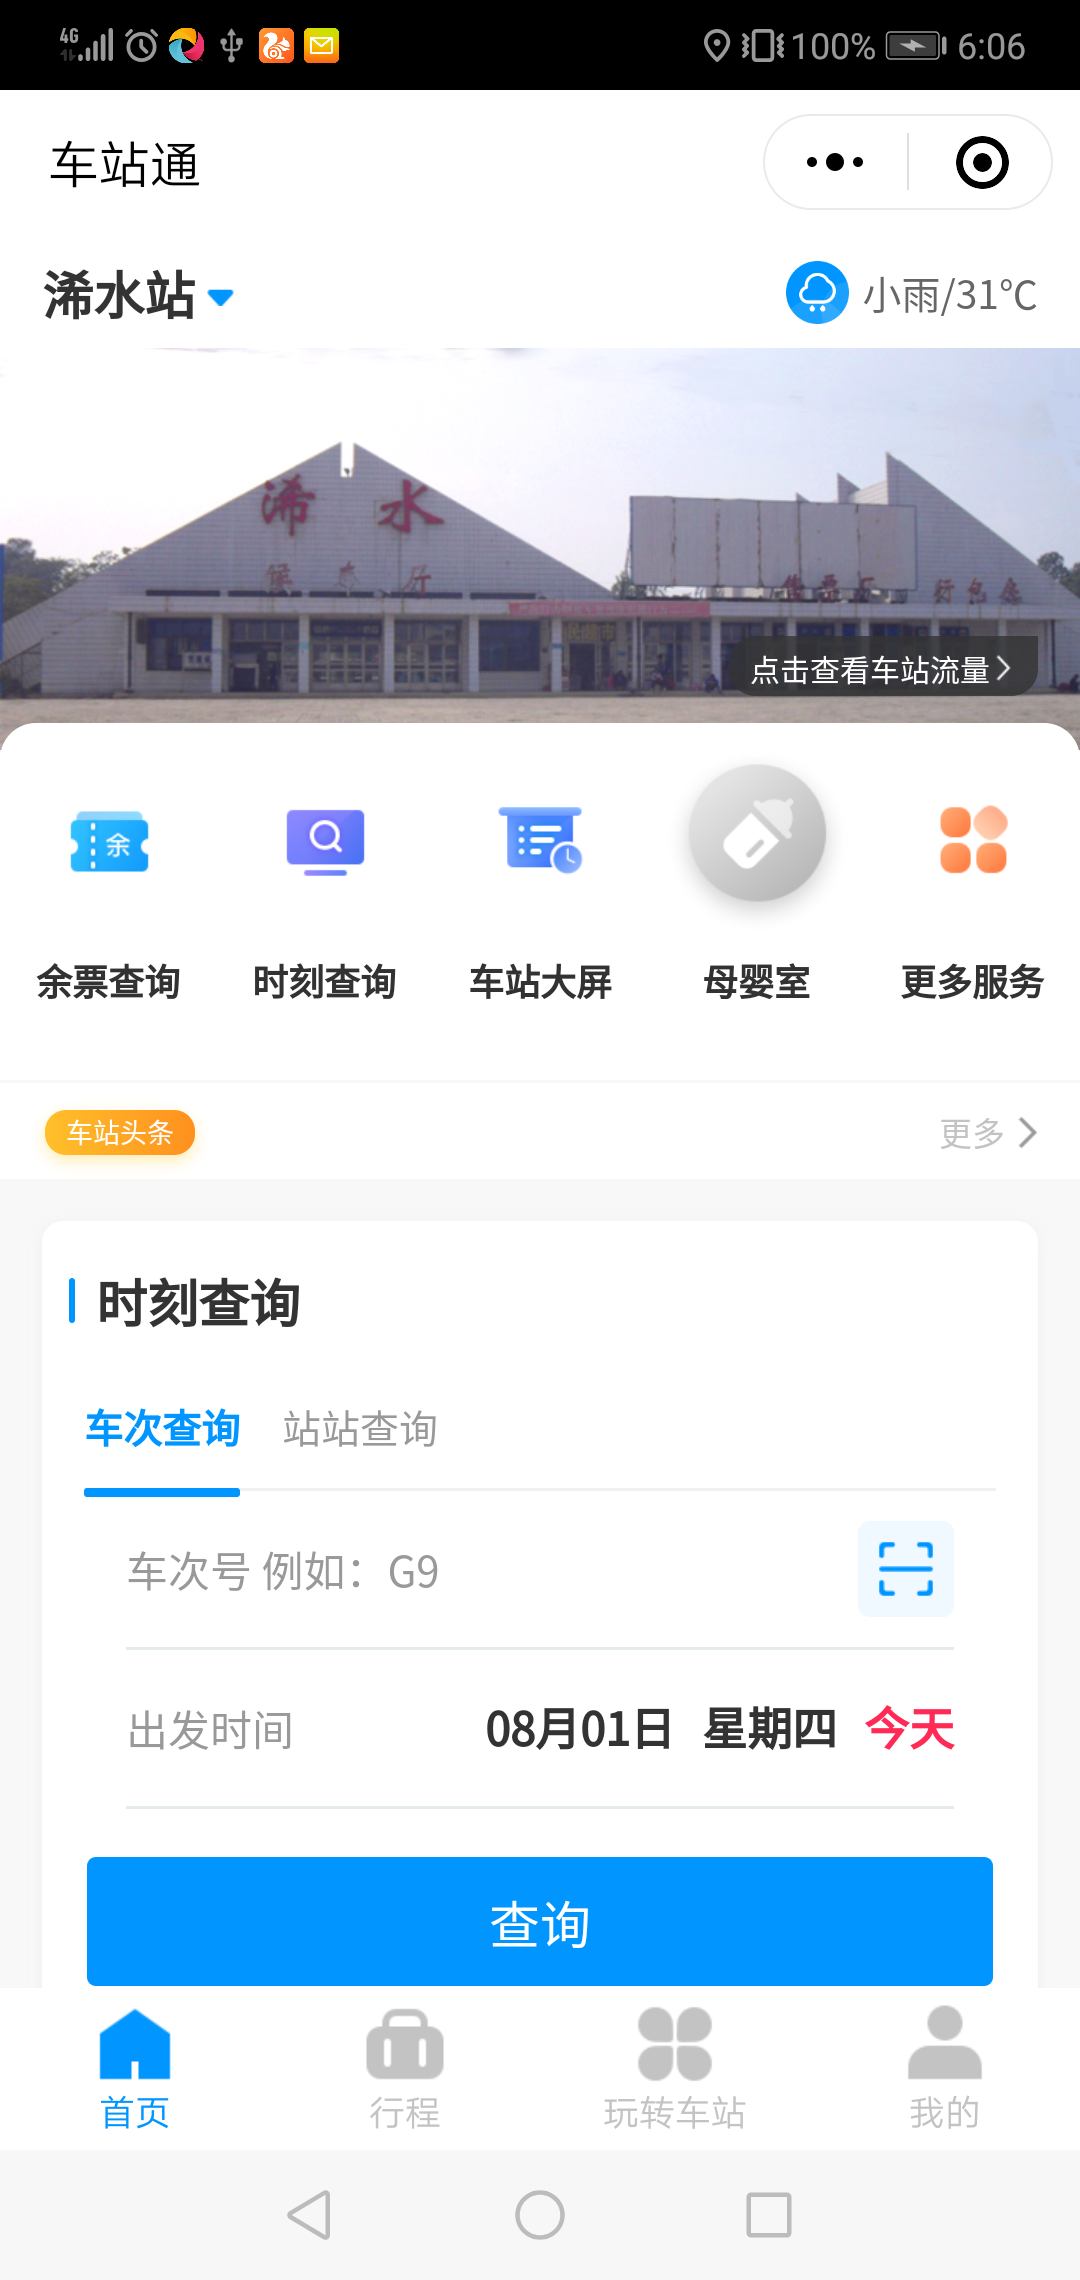 4G 100% 6:06
车站通
浠水站 小雨/31℃
浠 水
候 车 厅 售票厅 行包房
点击查看车站流量
余
余票查询 时刻查询 车站大屏 母婴室 更多服务
车站头条 更多
时刻查询
车次查询 站站查询
车次号 例如：G9
出发时间 08月01日 星期四 今天
查询
首页 行程 玩转车站 我的